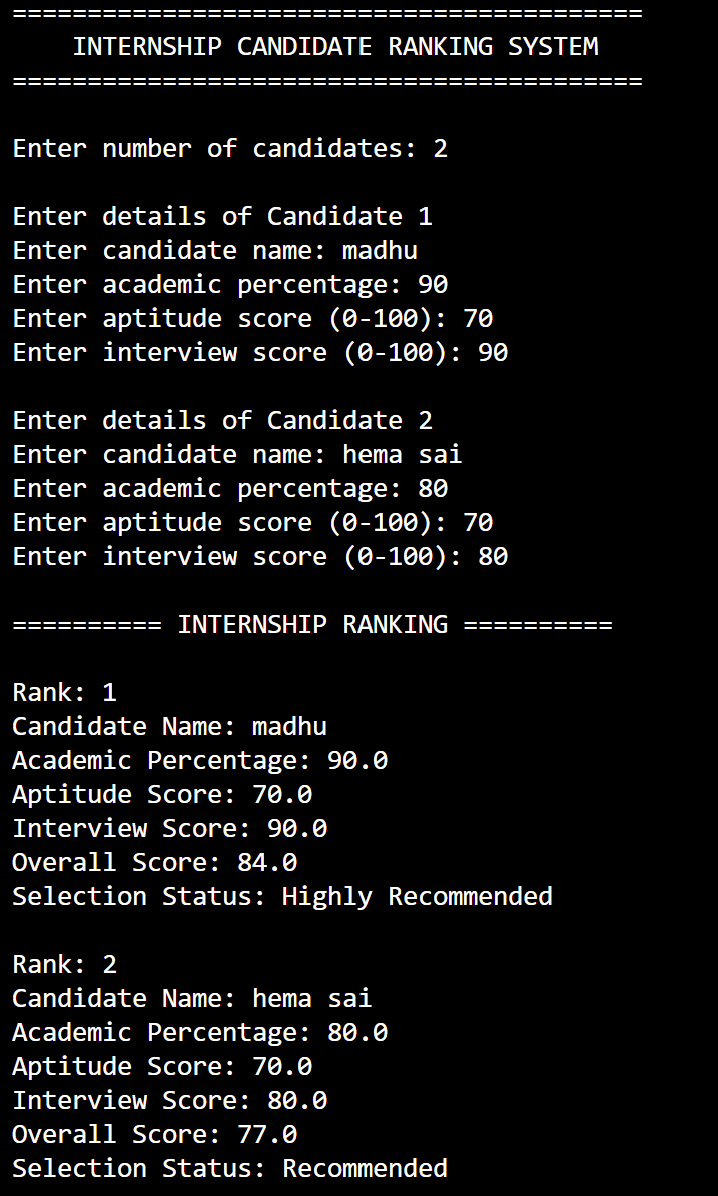 ==========================================
    INTERNSHIP CANDIDATE RANKING SYSTEM
==========================================

Enter number of candidates: 2

Enter details of Candidate 1
Enter candidate name: madhu
Enter academic percentage: 90
Enter aptitude score (0-100): 70
Enter interview score (0-100): 90

Enter details of Candidate 2
Enter candidate name: hema sai
Enter academic percentage: 80
Enter aptitude score (0-100): 70
Enter interview score (0-100): 80

========== INTERNSHIP RANKING ==========

Rank: 1
Candidate Name: madhu
Academic Percentage: 90.0
Aptitude Score: 70.0
Interview Score: 90.0
Overall Score: 84.0
Selection Status: Highly Recommended

Rank: 2
Candidate Name: hema sai
Academic Percentage: 80.0
Aptitude Score: 70.0
Interview Score: 80.0
Overall Score: 77.0
Selection Status: Recommended